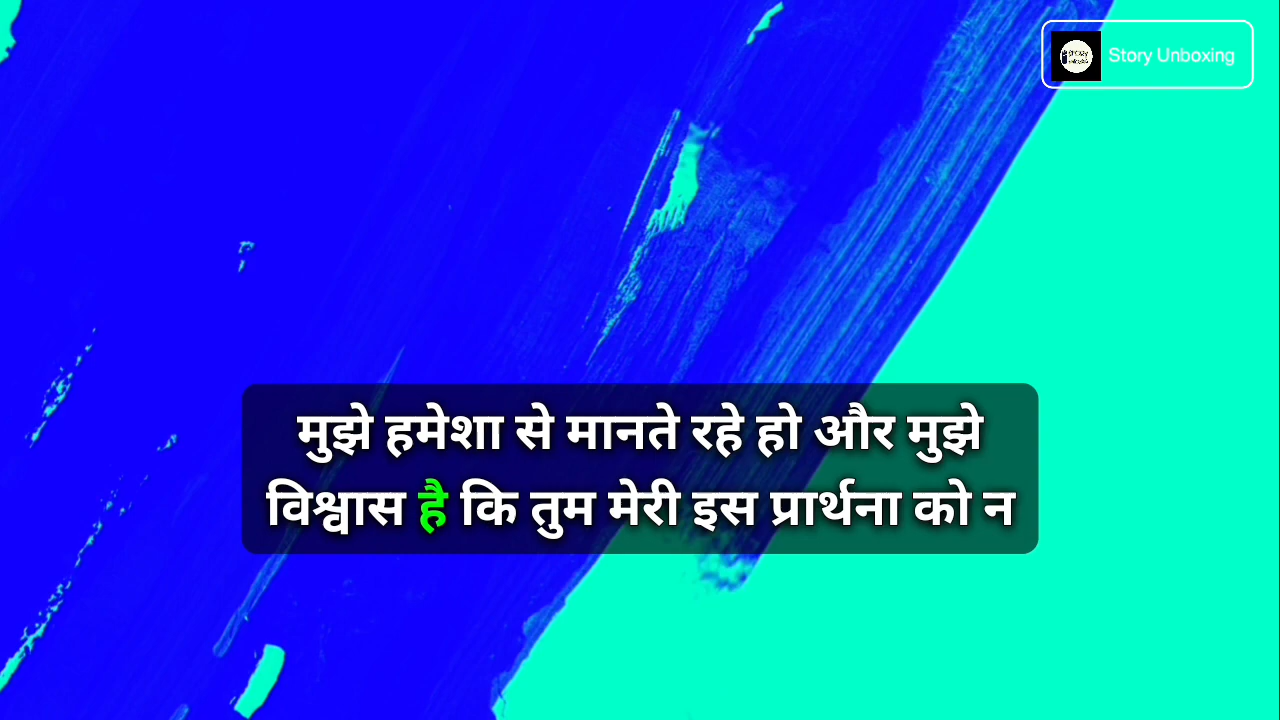 Story Unboxing
मुझे हमेशा से मानते रहे हो और मुझे
विश्वास है कि तुम मेरी इस प्रार्थना को न